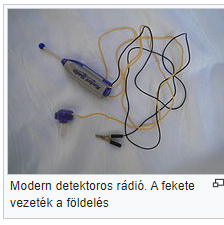 Modern detektoros rádió. A fekete
vezeték a földelés